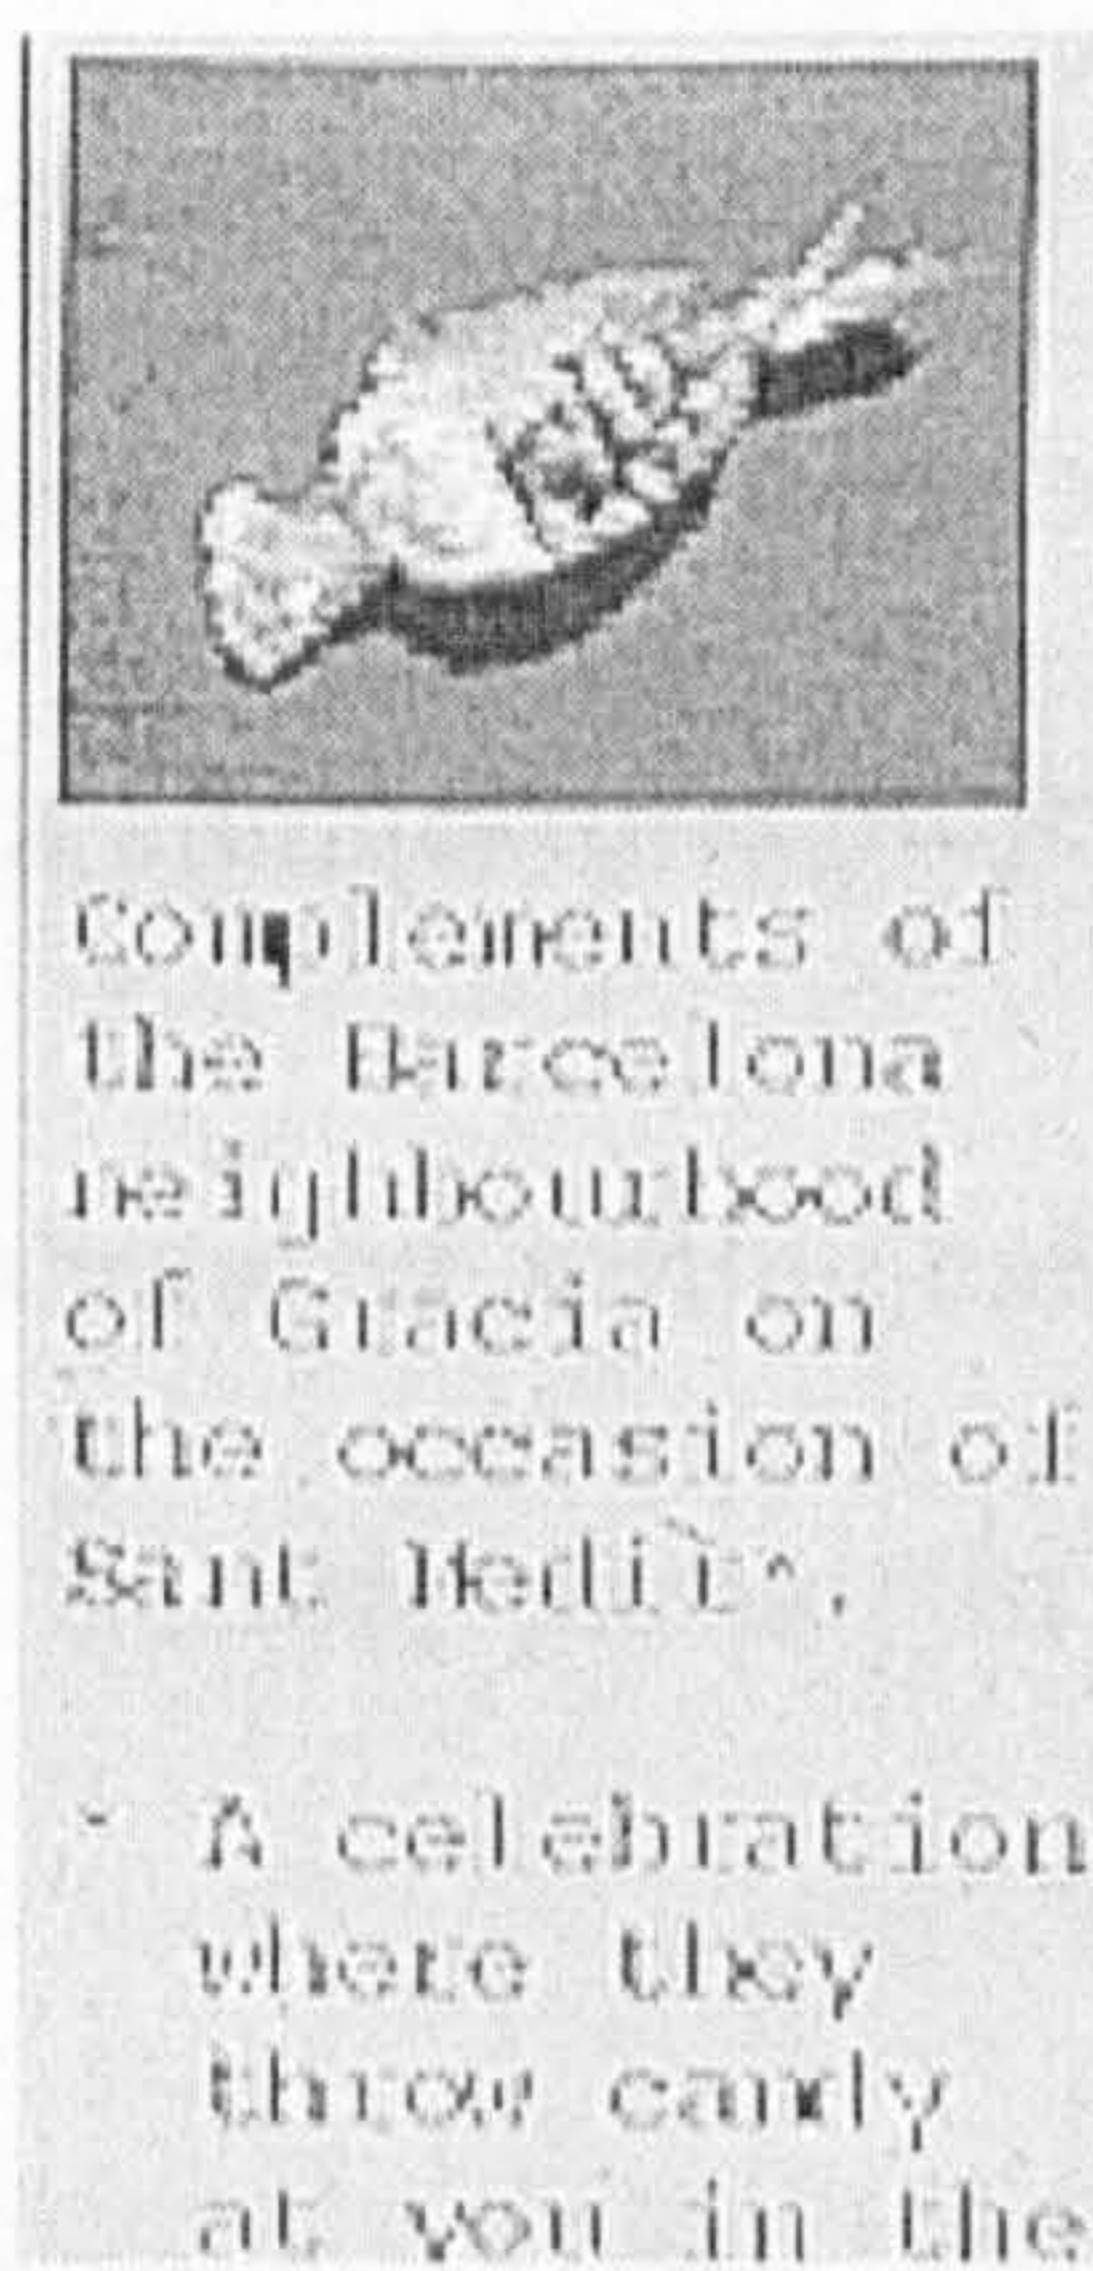 Complements of
the Barcelona
neighbourhood
of Gracia on
the occasion of
Sant
A celebration
where they
throw candy
at you in the